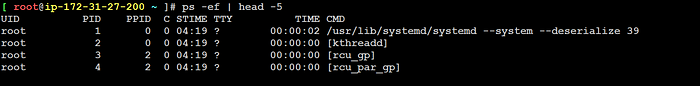 [ root@ip-172-31-27-200 ~ ]# ps -ef | head -5
UID          PID    PPID  C STIME TTY          TIME CMD
root           1       0  0 04:19 ?        00:00:02 /usr/lib/systemd/systemd --system --deserialize 39
root           2       0  0 04:19 ?        00:00:00 [kthreadd]
root           3       2  0 04:19 ?        00:00:00 [rcu_gp]
root           4       2  0 04:19 ?        00:00:00 [rcu_par_gp]